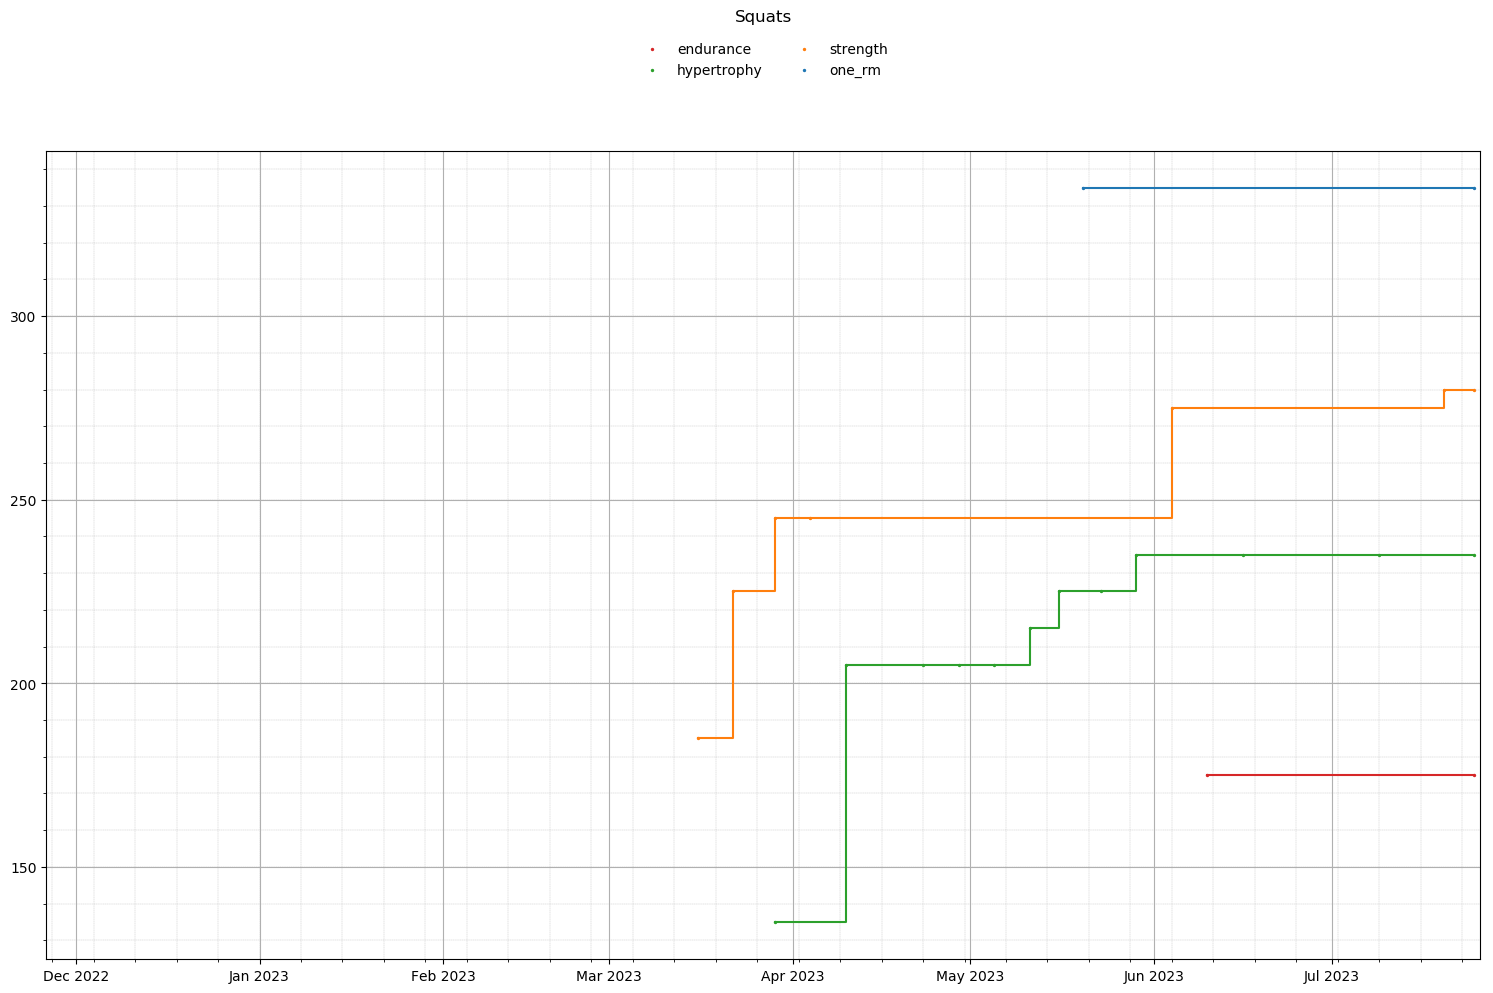 Squats
endurance strength
hypertrophy one_rm
300
250
200
150
Dec 2022 Jan 2023 Feb 2023 Mar 2023 Apr 2023 May 2023 Jun 2023 Jul 2023